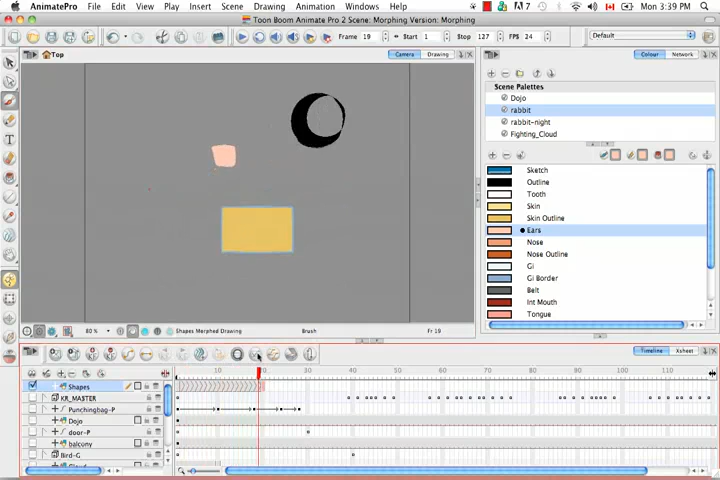 AnimatePro File Edit View Play Insert Scene Drawing Animation Windows Help 7 Mon 3:39 PM
Toon Boom Animate Pro 2 Scene: Morphing Version: Morphing
Frame 19 Start 1 Stop 127 FPS 24 Default
Top Camera Drawing
Colour Network
Scene Palettes
Dojo
rabbit
rabbit-night
Fighting_Cloud
Sketch
Outline
Tooth
Skin
Skin Outline
Ears
Nose
Nose Outline
Gi
Gi Border
Belt
Int Mouth
Tongue
80 % Shapes Morphed Drawing Brush Fr 19
Timeline Xsheet
10 20 30 40 50 60 70 80 90 100 110
Shapes
KR_MASTER
Punchingbag-P
Dojo
door-P
balcony
Bird-G
Cloud